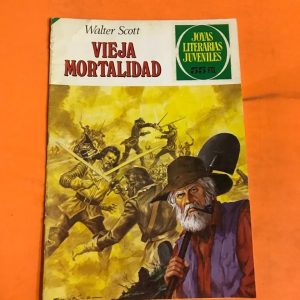 Walter Scott
VIEJA
MORTALIDAD
JOYAS
LITERARIAS
JUVENILES